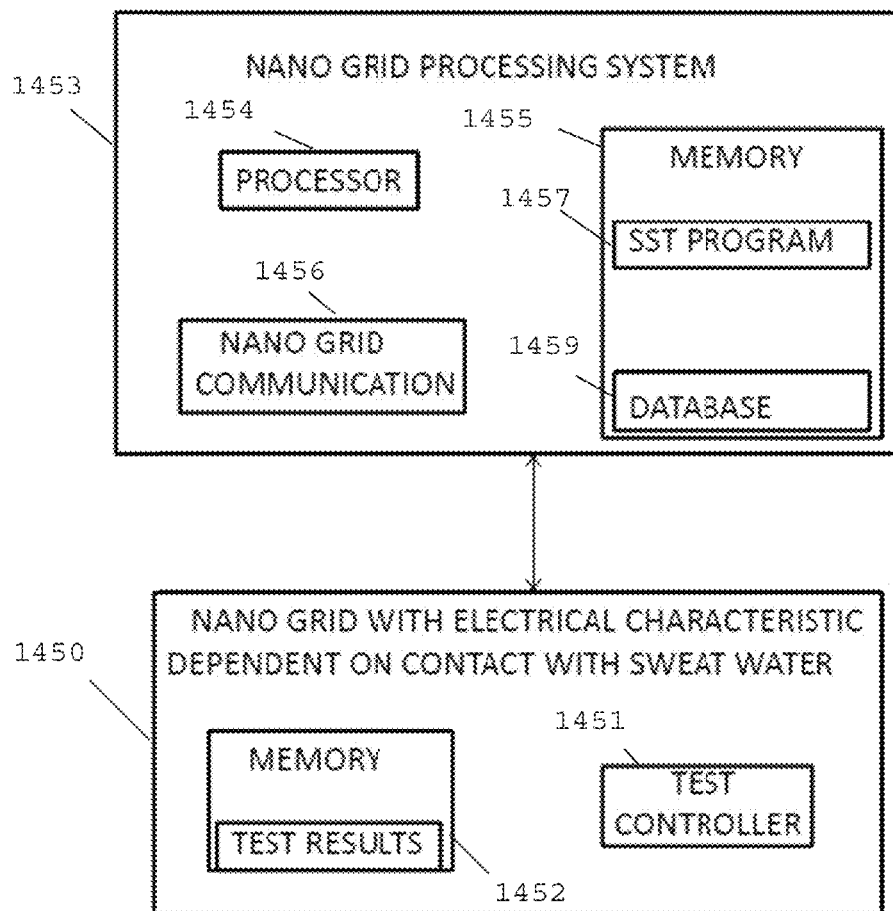 NANO GRID PROCESSING SYSTEM
1453
1454
1455
PROCESSOR
MEMORY
1457
SST PROGRAM
1456
NANO GRID
COMMUNICATION
1459
DATABASE
NANO GRID WITH ELECTRICAL CHARACTERISTIC
DEPENDENT ON CONTACT WITH SWEAT WATER
1450
1451
MEMORY
TEST
CONTROLLER
TEST RESULTS
1452